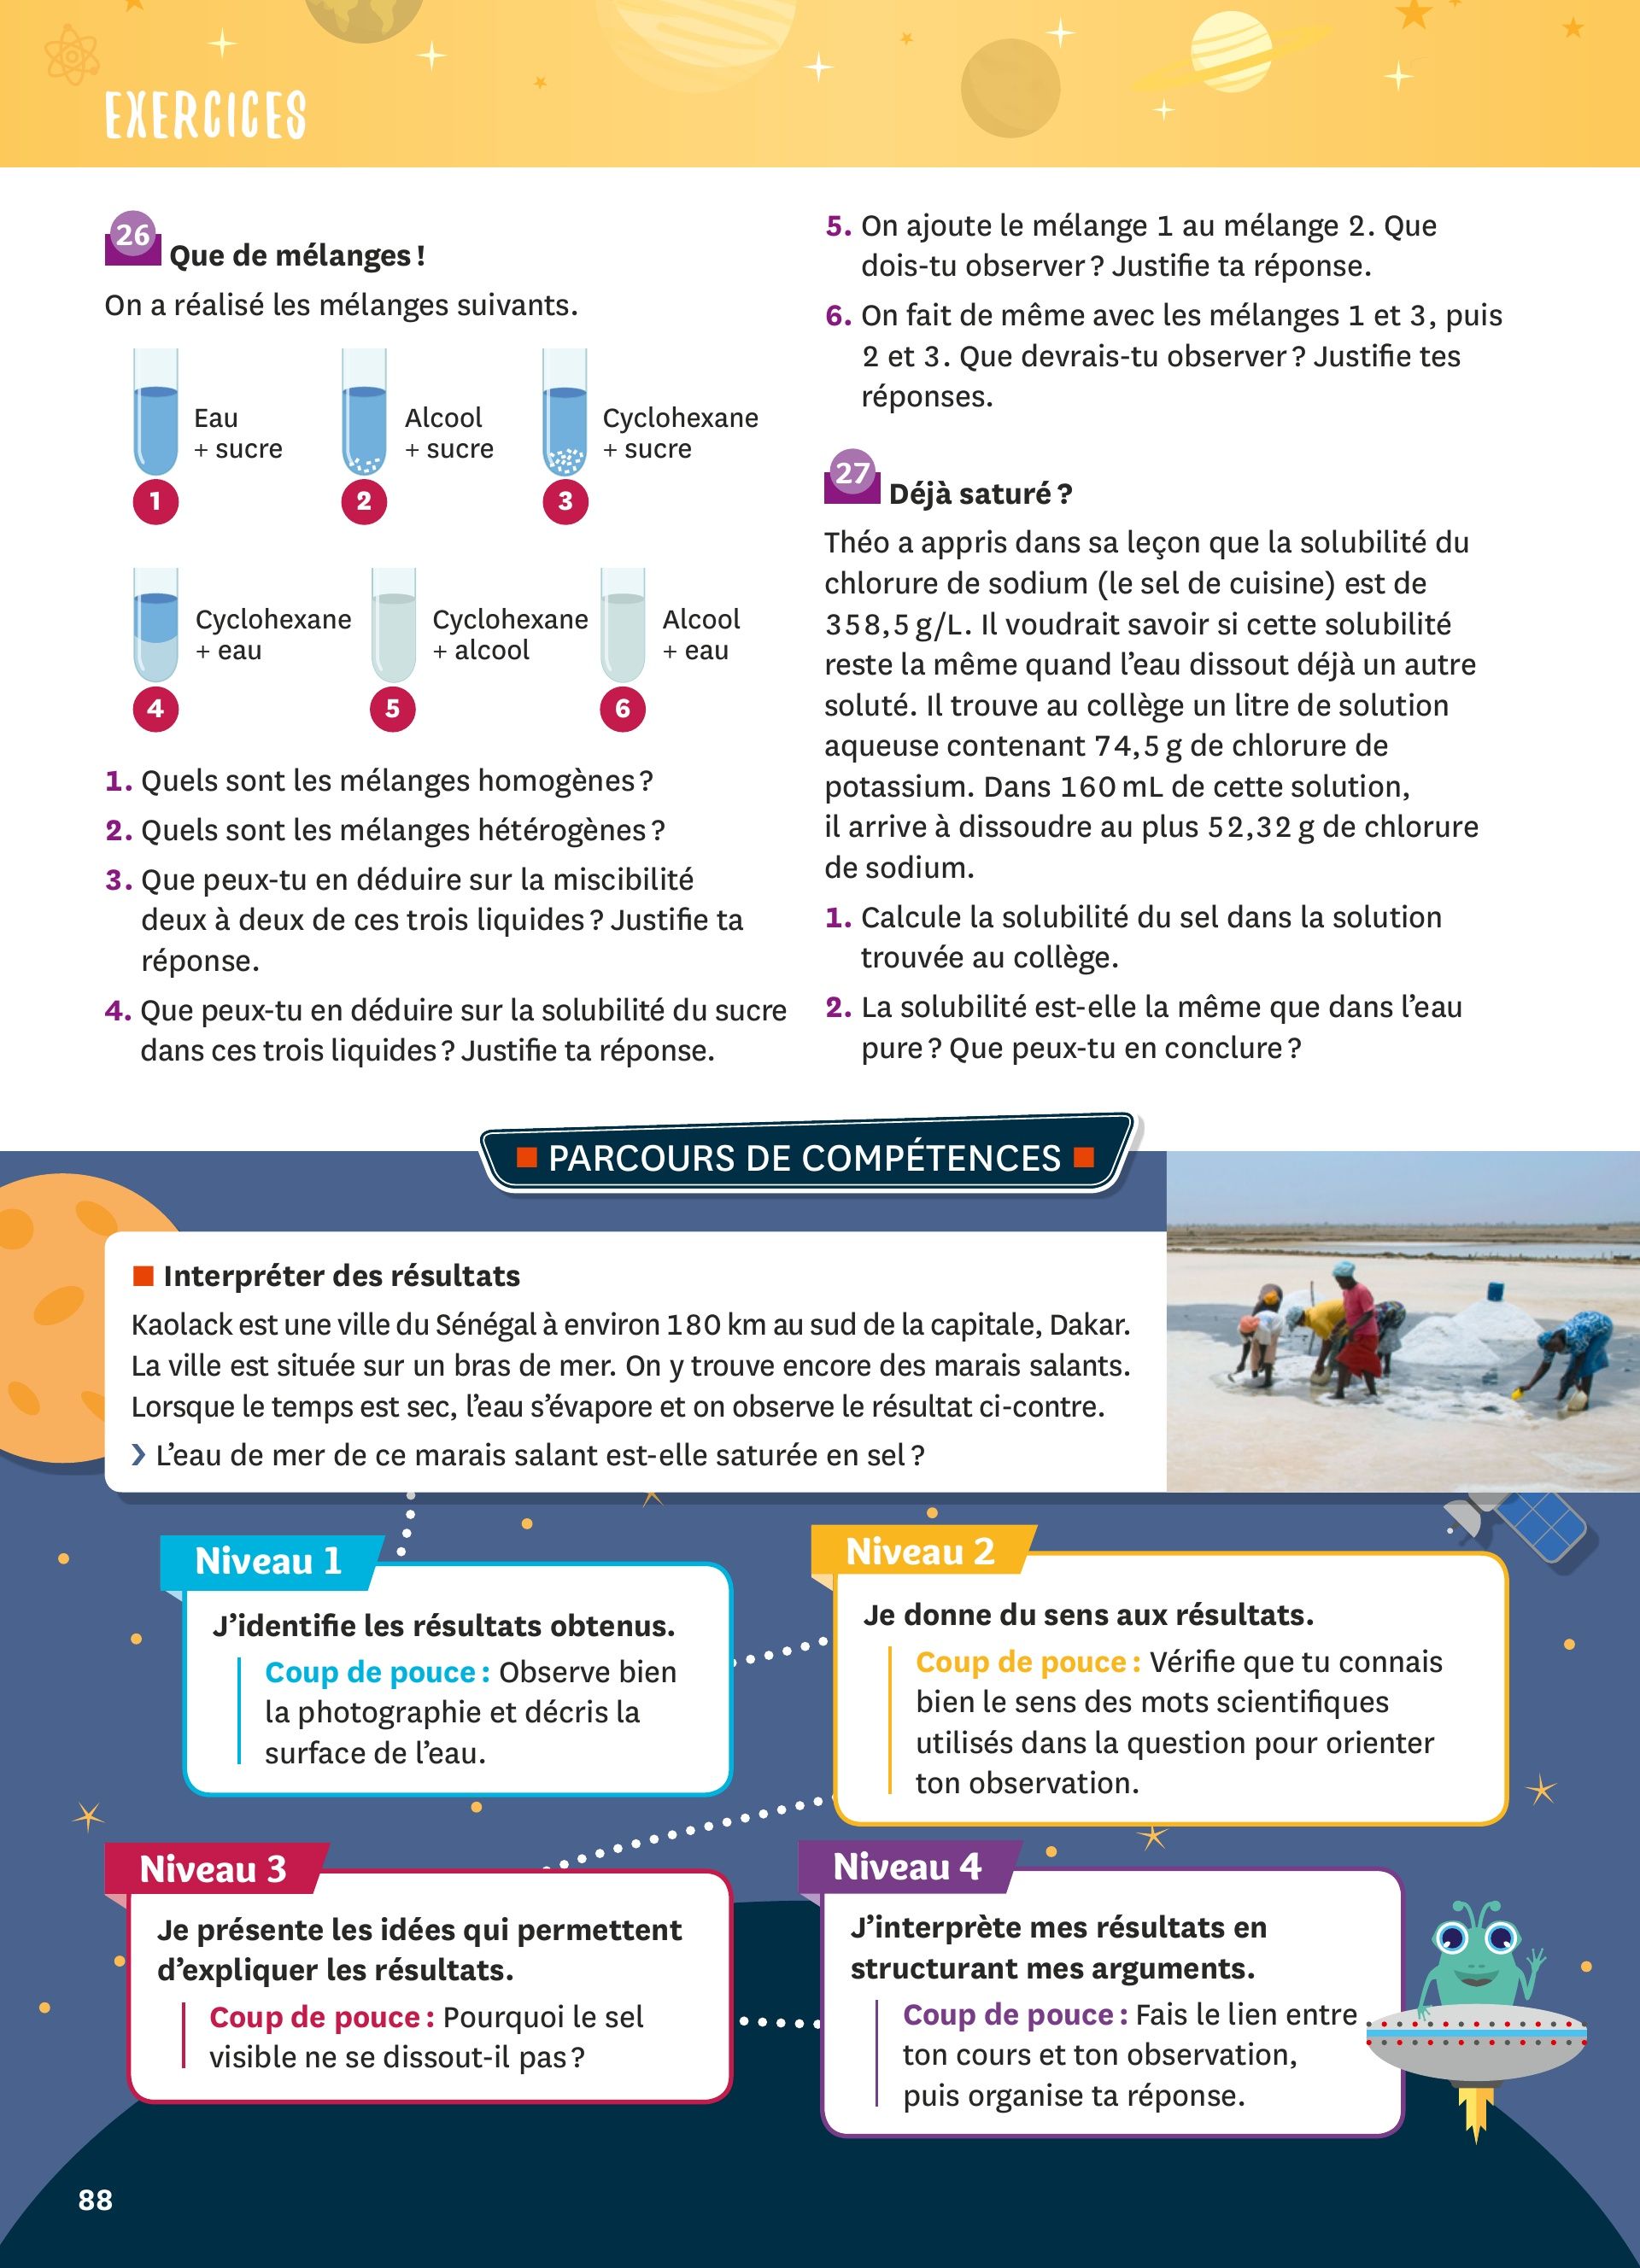 EXERCICES
26 Que de mélanges !
On a réalisé les mélanges suivants.
Eau
+ sucre
1
Alcool
+ sucre
2
Cyclohexane
+ sucre
3
Cyclohexane
+ eau
4
Cyclohexane
+ alcool
5
Alcool
+ eau
6
1. Quels sont les mélanges homogènes ?
2. Quels sont les mélanges hétérogènes ?
3. Que peux-tu en déduire sur la miscibilité
deux à deux de ces trois liquides ? Justifie ta
réponse.
4. Que peux-tu en déduire sur la solubilité du sucre
dans ces trois liquides ? Justifie ta réponse.
5. On ajoute le mélange 1 au mélange 2. Que
dois-tu observer ? Justifie ta réponse.
6. On fait de même avec les mélanges 1 et 3, puis
2 et 3. Que devrais-tu observer ? Justifie tes
réponses.
27 Déjà saturé ?
Théo a appris dans sa leçon que la solubilité du
chlorure de sodium (le sel de cuisine) est de
358,5 g/L. Il voudrait savoir si cette solubilité
reste la même quand l’eau dissout déjà un autre
soluté. Il trouve au collège un litre de solution
aqueuse contenant 74,5 g de chlorure de
potassium. Dans 160 mL de cette solution,
il arrive à dissoudre au plus 52,32 g de chlorure
de sodium.
1. Calcule la solubilité du sel dans la solution
trouvée au collège.
2. La solubilité est-elle la même que dans l’eau
pure ? Que peux-tu en conclure ?
PARCOURS DE COMPÉTENCES
Interpréter des résultats
Kaolack est une ville du Sénégal à environ 180 km au sud de la capitale, Dakar.
La ville est située sur un bras de mer. On y trouve encore des marais salants.
Lorsque le temps est sec, l’eau s’évapore et on observe le résultat ci-contre.
› L’eau de mer de ce marais salant est-elle saturée en sel ?
Niveau 1
J’identifie les résultats obtenus.
Coup de pouce : Observe bien
la photographie et décris la
surface de l’eau.
Niveau 2
Je donne du sens aux résultats.
Coup de pouce : Vérifie que tu connais
bien le sens des mots scientifiques
utilisés dans la question pour orienter
ton observation.
Niveau 3
Je présente les idées qui permettent
d’expliquer les résultats.
Coup de pouce : Pourquoi le sel
visible ne se dissout-il pas ?
Niveau 4
J’interprète mes résultats en
structurant mes arguments.
Coup de pouce : Fais le lien entre
ton cours et ton observation,
puis organise ta réponse.
88